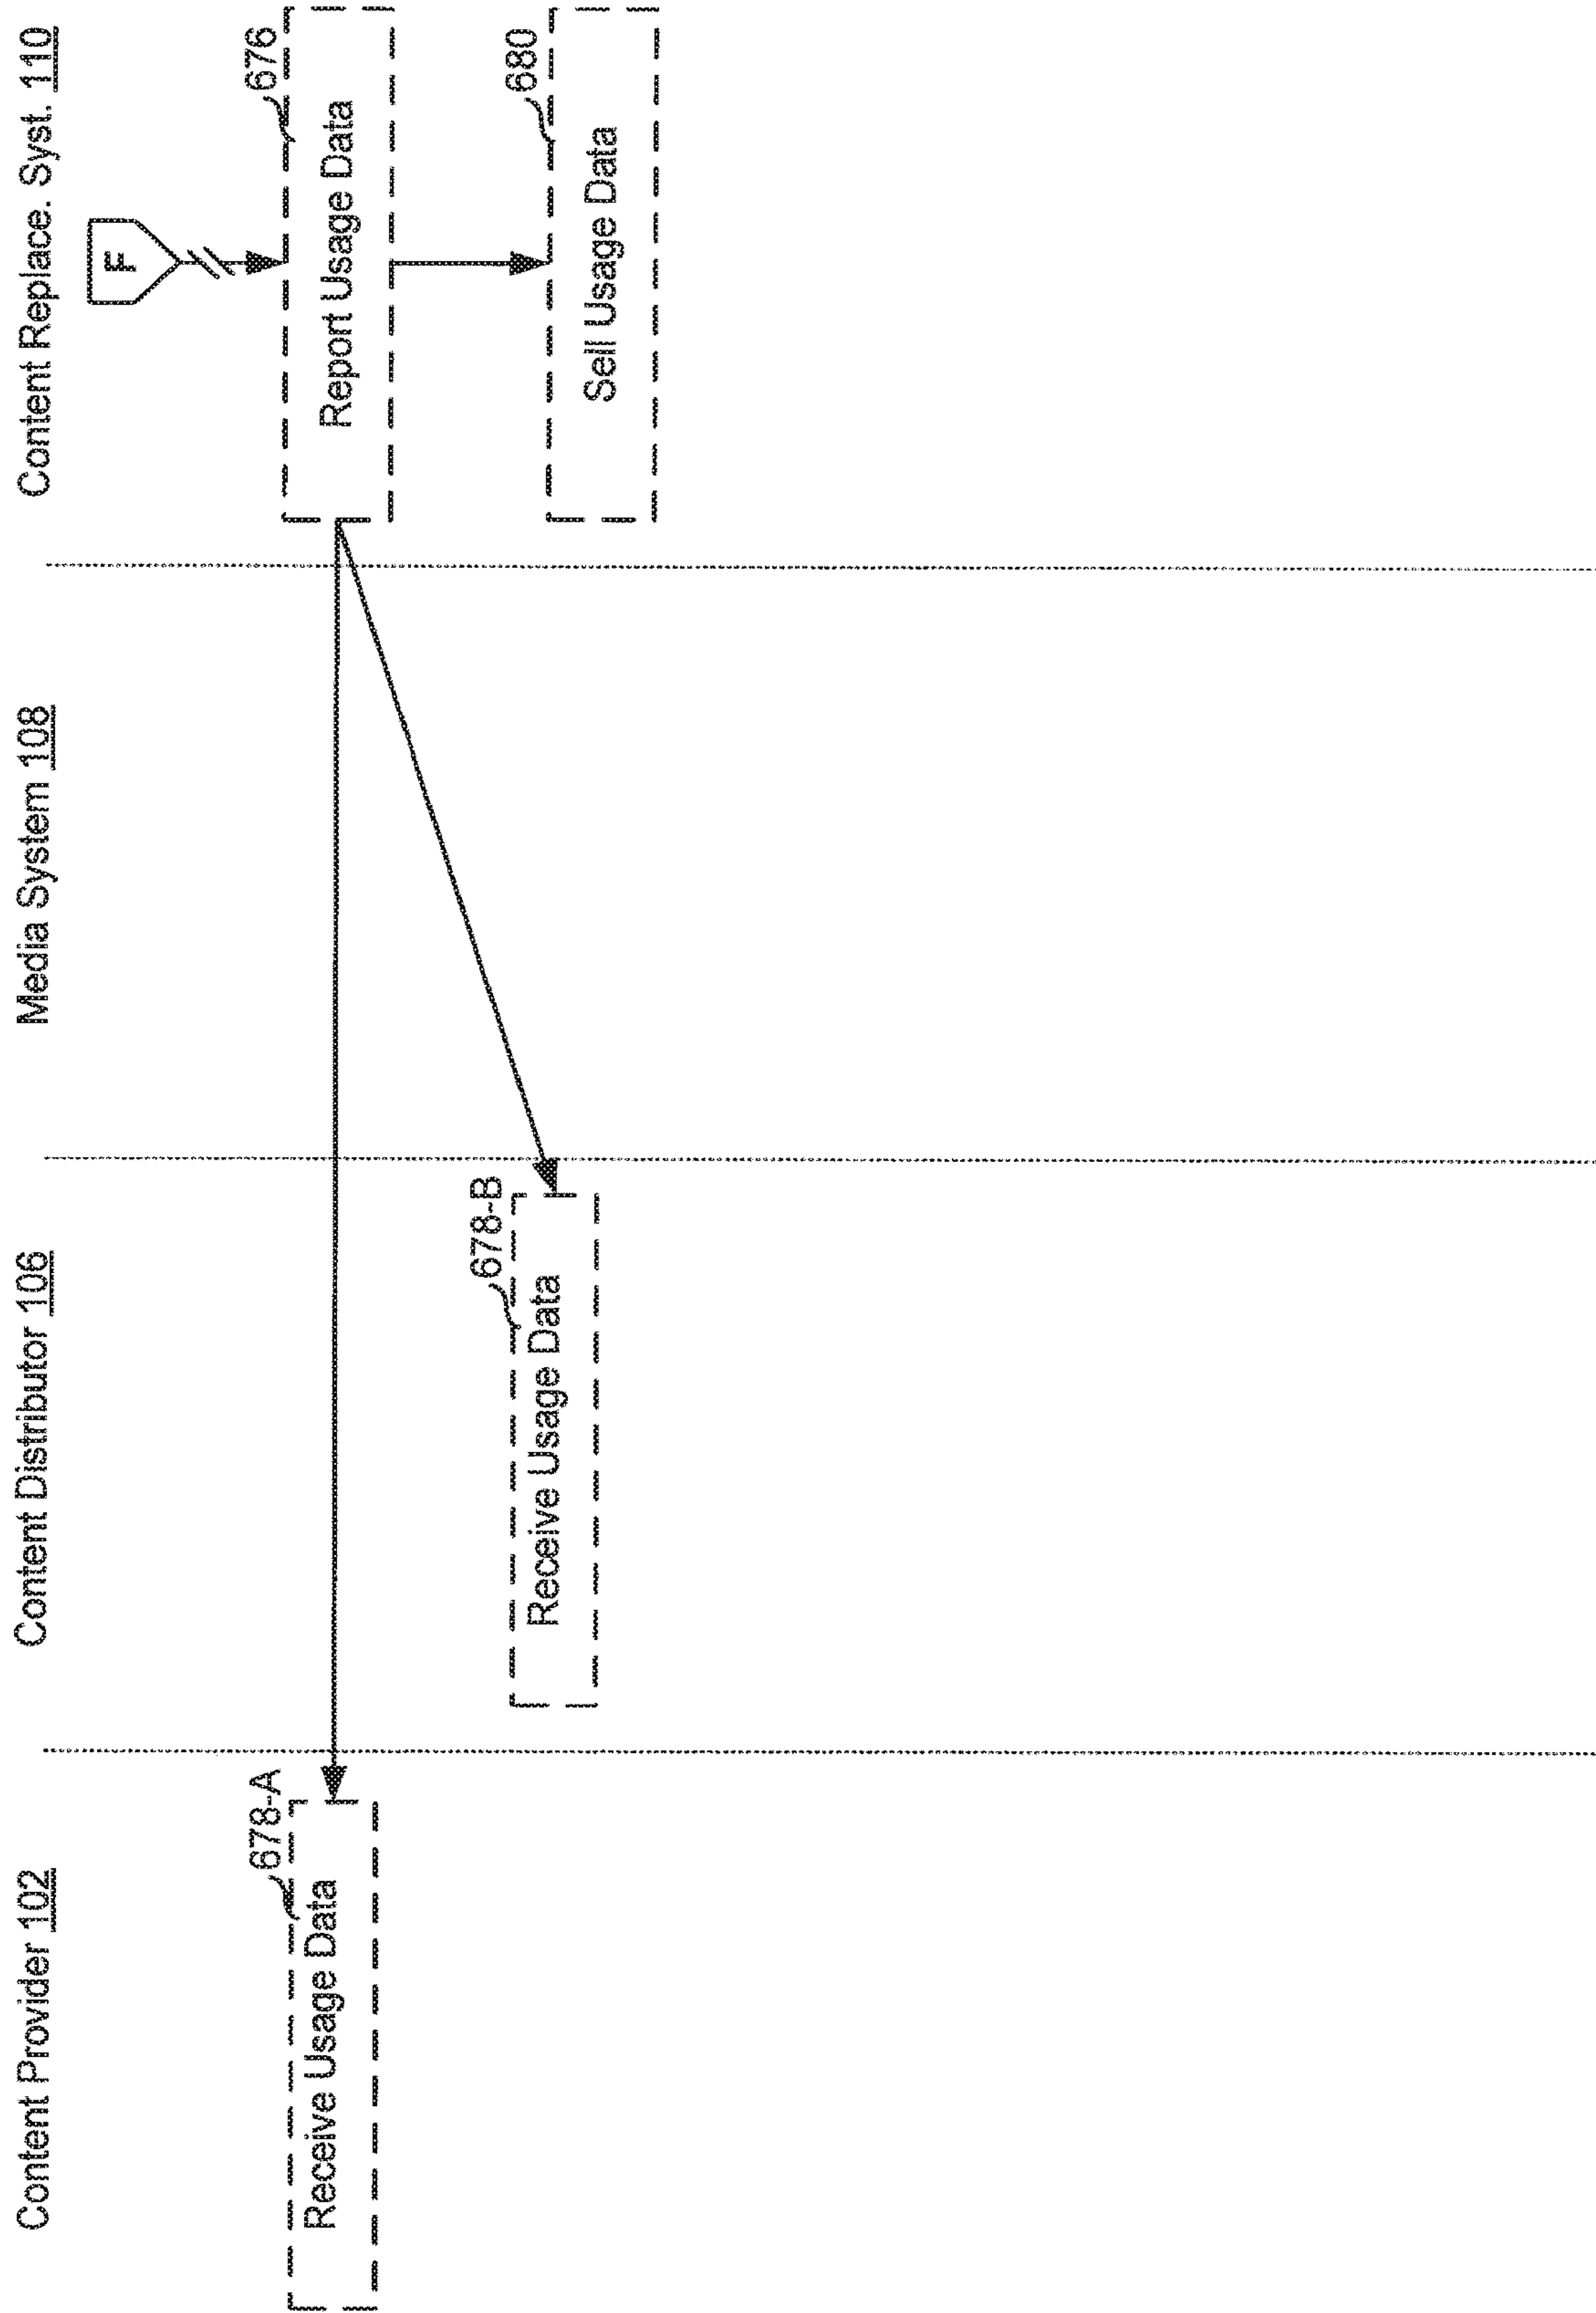 Content Provider 102
Content Distributor 106
Media System 108
Content Replace. Syst. 110
F
678-A
Receive Usage Data
676
Report Usage Data
678-B
Receive Usage Data
680
Sell Usage Data